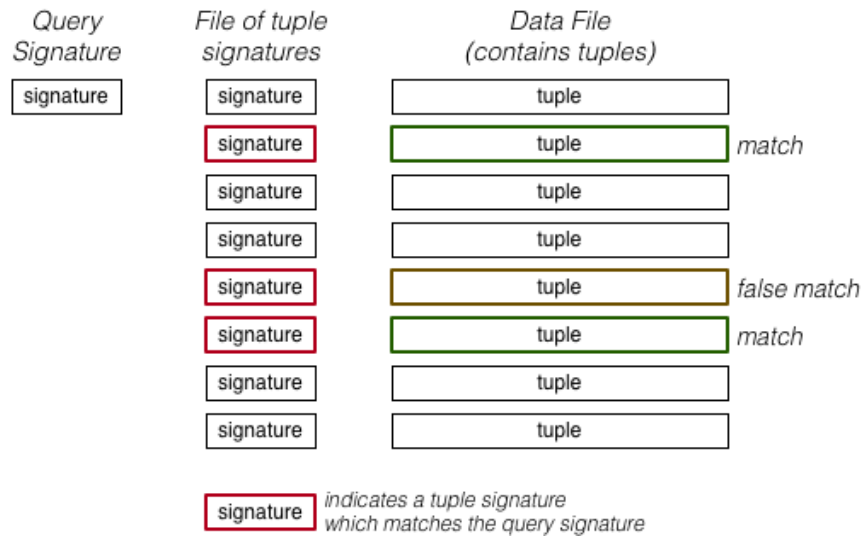 Query Signature
File of tuple signatures
Data File (contains tuples)
signature signature tuple
signature tuple match
signature tuple
signature tuple
signature tuple false match
signature tuple match
signature tuple
signature tuple
signature indicates a tuple signature
which matches the query signature